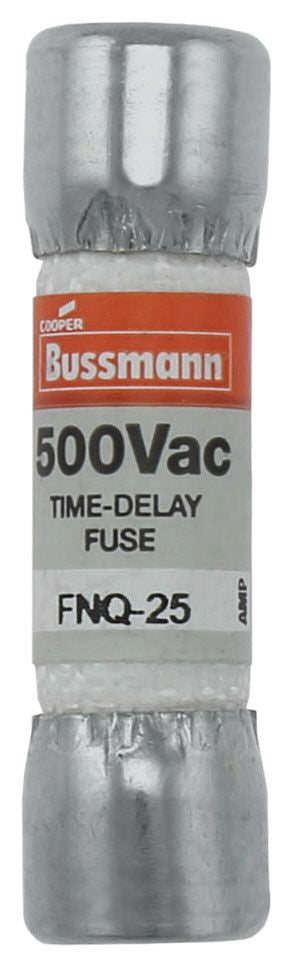 COOPER
Bussmann
500Vac
TIME-DELAY
FUSE
FNQ-25
AMP